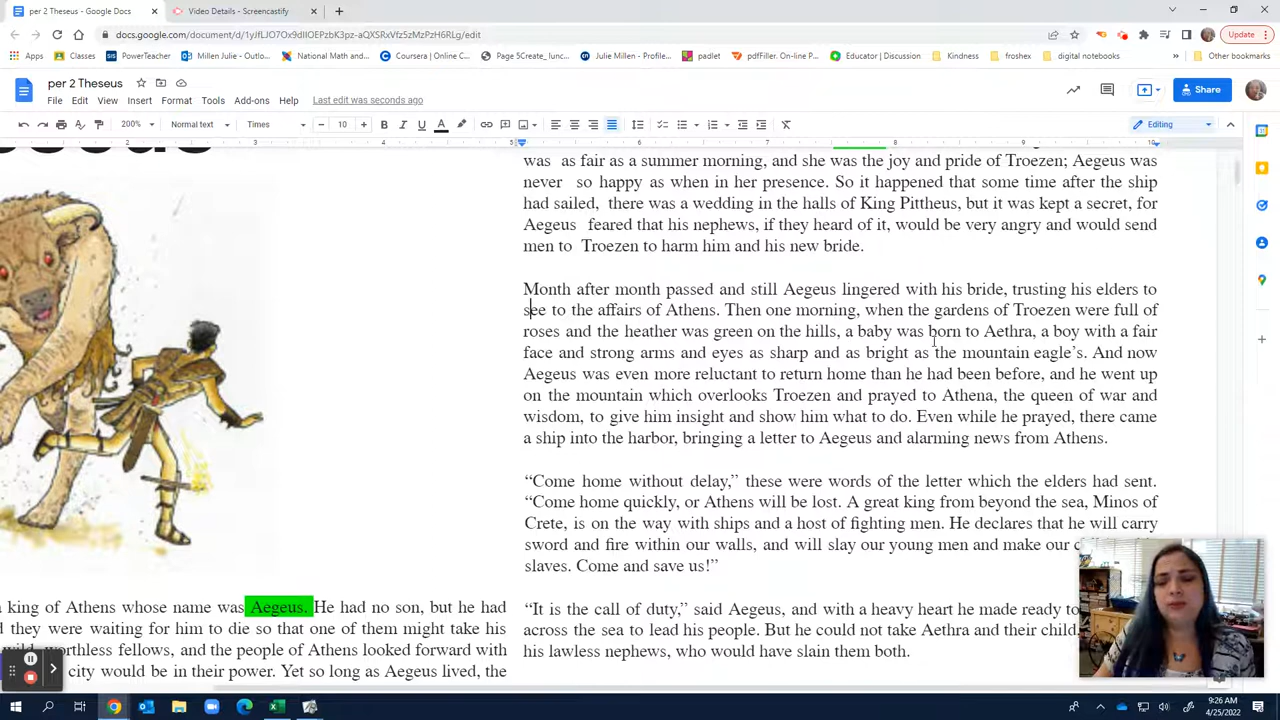 per 2 Theseus - Google Docs
Video Details - Screencastify
docs.google.com/document/d/1yJfLJO7Ox9dIIOEPzbK3pz-aQXSRxVfz5zMzPzH6RLg/edit
Update
Apps
Classes
SIS
PowerTeacher
Millen Julie - Outlo...
National Math and...
Coursera | Online C...
Page 5Crebe_Iunc...
Julie Millen - Profile...
padlet
pdfFiller. On-line P...
Educator | Discussion
Kindness
froshex
digital notebooks
Other bookmarks
per 2 Theseus
File Edit View Insert Format Tools Add-ons Help Last edit was seconds ago
Share
200% Normal text Times 10 Editing
was as fair as a summer morning, and she was the joy and pride of Troezen; Aegeus was
never so happy as when in her presence. So it happened that some time after the ship
had sailed, there was a wedding in the halls of King Pittheus, but it was kept a secret, for
Aegeus feared that his nephews, if they heard of it, would be very angry and would send
men to Troezen to harm him and his new bride.
Month after month passed and still Aegeus lingered with his bride, trusting his elders to
see to the affairs of Athens. Then one morning, when the gardens of Troezen were full of
roses and the heather was green on the hills, a baby was born to Aethra, a boy with a fair
face and strong arms and eyes as sharp and as bright as the mountain eagle’s. And now
Aegeus was even more reluctant to return home than he had been before, and he went up
on the mountain which overlooks Troezen and prayed to Athena, the queen of war and
wisdom, to give him insight and show him what to do. Even while he prayed, there came
a ship into the harbor, bringing a letter to Aegeus and alarming news from Athens.
“Come home without delay,” these were words of the letter which the elders had sent.
“Come home quickly, or Athens will be lost. A great king from beyond the sea, Minos of
Crete, is on the way with ships and a host of fighting men. He declares that he will carry
sword and fire within our walls, and will slay our young men and make our
slaves. Come and save us!”
“It is the call of duty,” said Aegeus, and with a heavy heart he made ready to
across the sea to lead his people. But he could not take Aethra and their child,
his lawless nephews, who would have slain them both.
a king of Athens whose name was Aegeus. He had no son, but he had
they were waiting for him to die so that one of them might take his
worthless fellows, and the people of Athens looked forward with
city would be in their power. Yet so long as Aegeus lived, the
9:26 AM
4/25/2022